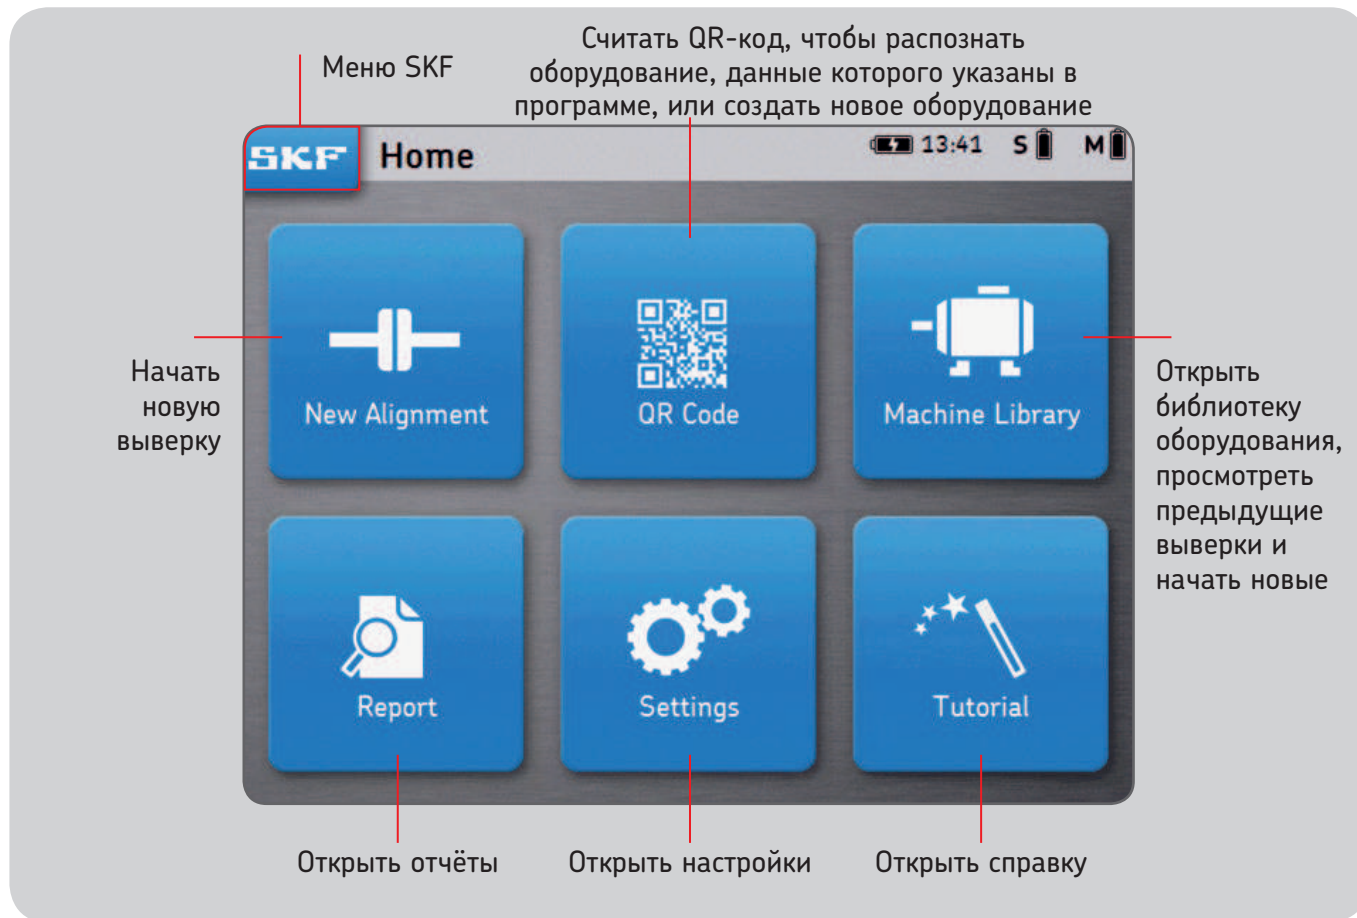 Меню SKF
Считать QR-код, чтобы распознать
оборудование, данные которого указаны в
программе, или создать новое оборудование
SKF Home 13:41 S M
Начать
новую
выверку
New Alignment
QR Code
Machine Library
Открыть
библиотеку
оборудования,
просмотреть
предыдущие
выверки и
начать новые
Report
Settings
Tutorial
Открыть отчёты
Открыть настройки
Открыть справку